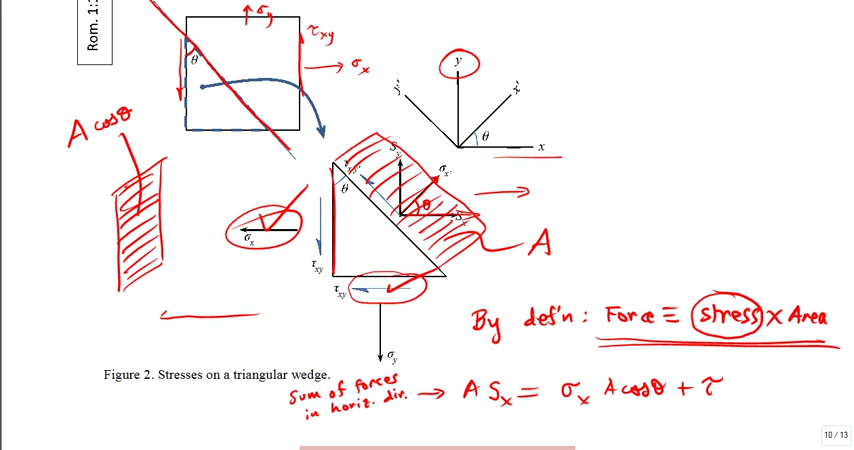 Rom. 1:
σy
τxy
θ
σx
y
y'
x'
θ
x
A cosθ
Sy
σx'
τx'y'
θ
θ
Sx
σx
A
τxy
τxy
By def'n: Force ≡ stress × Area
σy
Figure 2. Stresses on a triangular wedge.
Sum of forces
in horiz. dir. → A Sx = σx A cosθ + τ
10 / 13